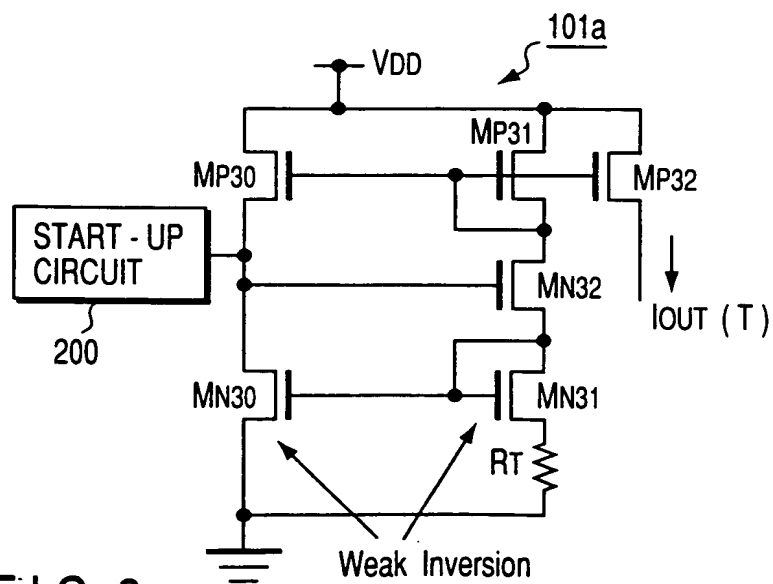 101a
VDD
MP31
MP30
MP32
START - UP
CIRCUIT
MN32
IOUT ( T )
200
MN30
MN31
RT
Weak Inversion